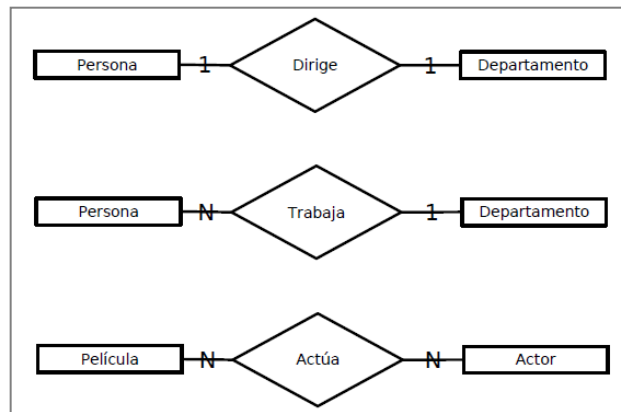 Persona 1 Dirige 1 Departamento
Persona N Trabaja 1 Departamento
Película N Actúa N Actor